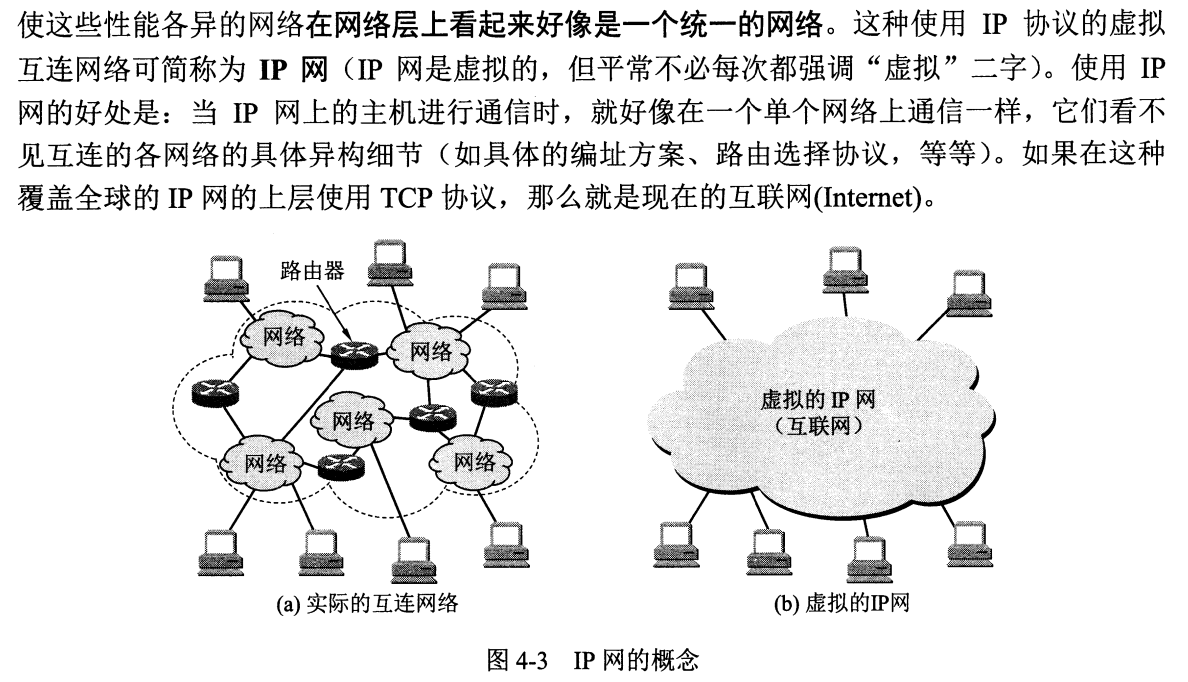 使这些性能各异的网络在网络层上看起来好像是一个统一的网络。这种使用 IP 协议的虚拟
互连网络可简称为 IP 网（IP 网是虚拟的，但平常不必每次都强调“虚拟”二字）。使用 IP
网的好处是：当 IP 网上的主机进行通信时，就好像在一个单个网络上通信一样，它们看不
见互连的各网络的具体异构细节（如具体的编址方案、路由选择协议，等等）。如果在这种
覆盖全球的 IP 网的上层使用 TCP 协议，那么就是现在的互联网(Internet)。
路由器
网络
网络
网络
网络
网络
(a) 实际的互连网络
虚拟的 IP 网
（互联网）
(b) 虚拟的IP网
图 4-3 IP 网的概念